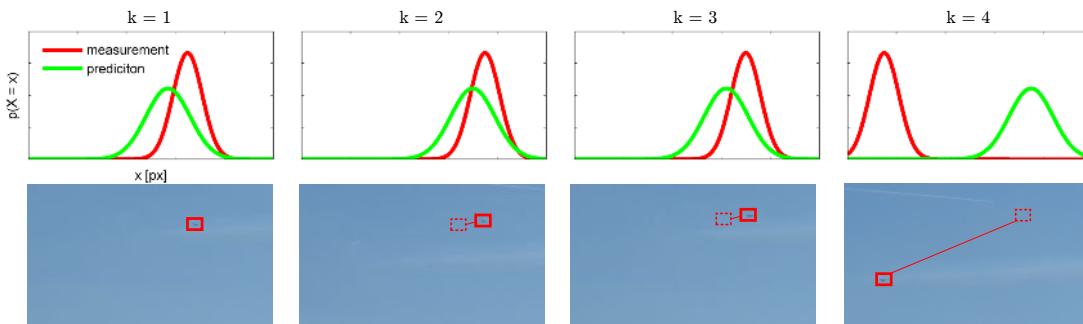 k = 1
k = 2
k = 3
k = 4
measurement
prediciton
p(X = x)
x [px]